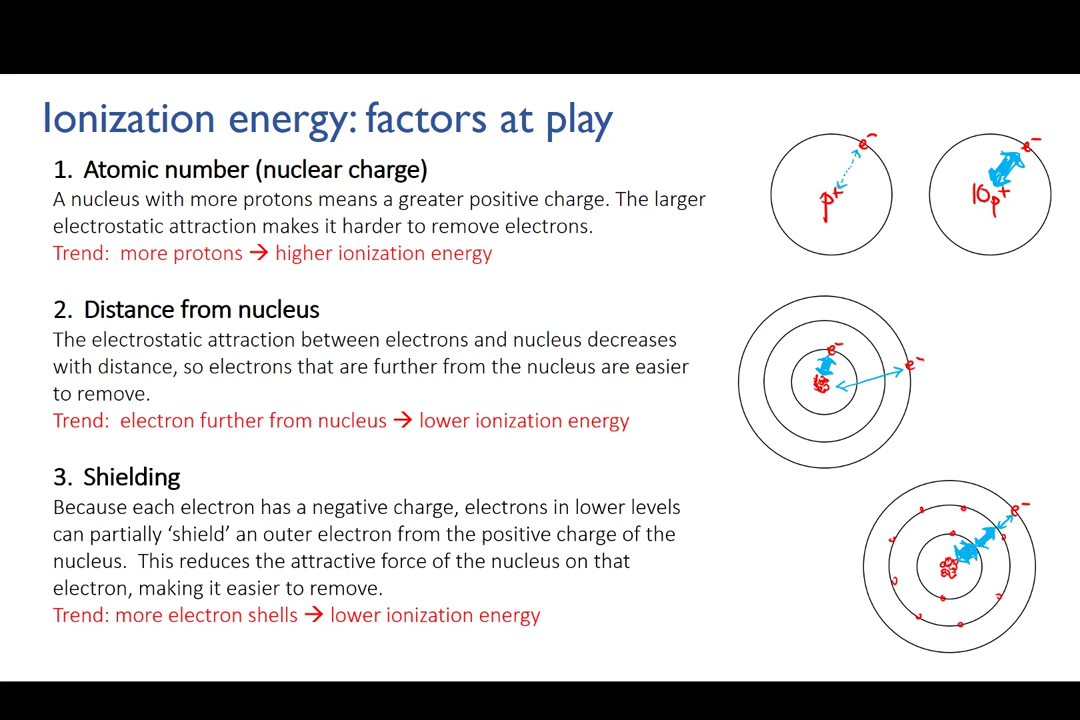 Ionization energy: factors at play
1. Atomic number (nuclear charge)
A nucleus with more protons means a greater positive charge. The larger
electrostatic attraction makes it harder to remove electrons.
Trend: more protons → higher ionization energy
e⁻
p⁺
e⁻
10p⁺
2. Distance from nucleus
The electrostatic attraction between electrons and nucleus decreases
with distance, so electrons that are further from the nucleus are easier
to remove.
Trend: electron further from nucleus → lower ionization energy
e⁻
e⁻
3. Shielding
Because each electron has a negative charge, electrons in lower levels
can partially ‘shield’ an outer electron from the positive charge of the
nucleus. This reduces the attractive force of the nucleus on that
electron, making it easier to remove.
Trend: more electron shells → lower ionization energy
e⁻